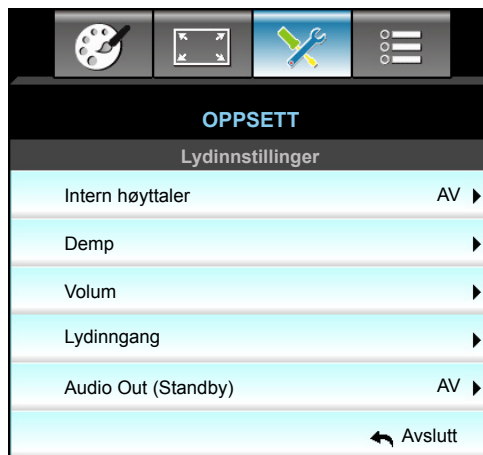 OPPSETT
Lydinnstillinger
Intern høyttaler AV
Demp
Volum
Lydinngang
Audio Out (Standby) AV
Avslutt